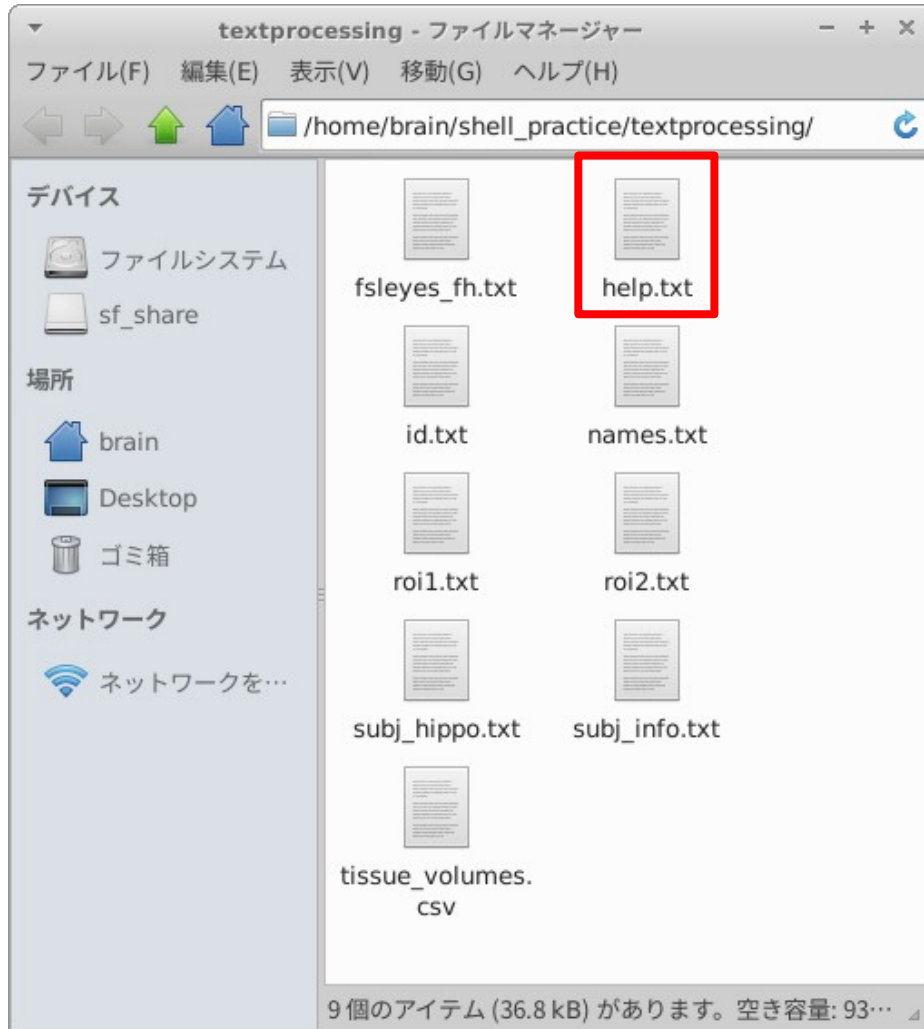 textprocessing - ファイルマネージャー
ファイル(F) 編集(E) 表示(V) 移動(G) ヘルプ(H)
/home/brain/shell_practice/textprocessing/
デバイス
ファイルシステム
sf_share
場所
brain
Desktop
ゴミ箱
ネットワーク
ネットワークを…
fsleyes_fh.txt
help.txt
id.txt
names.txt
roi1.txt
roi2.txt
subj_hippo.txt
subj_info.txt
tissue_volumes.
csv
9個のアイテム (36.8 kB) があります。空き容量: 93…